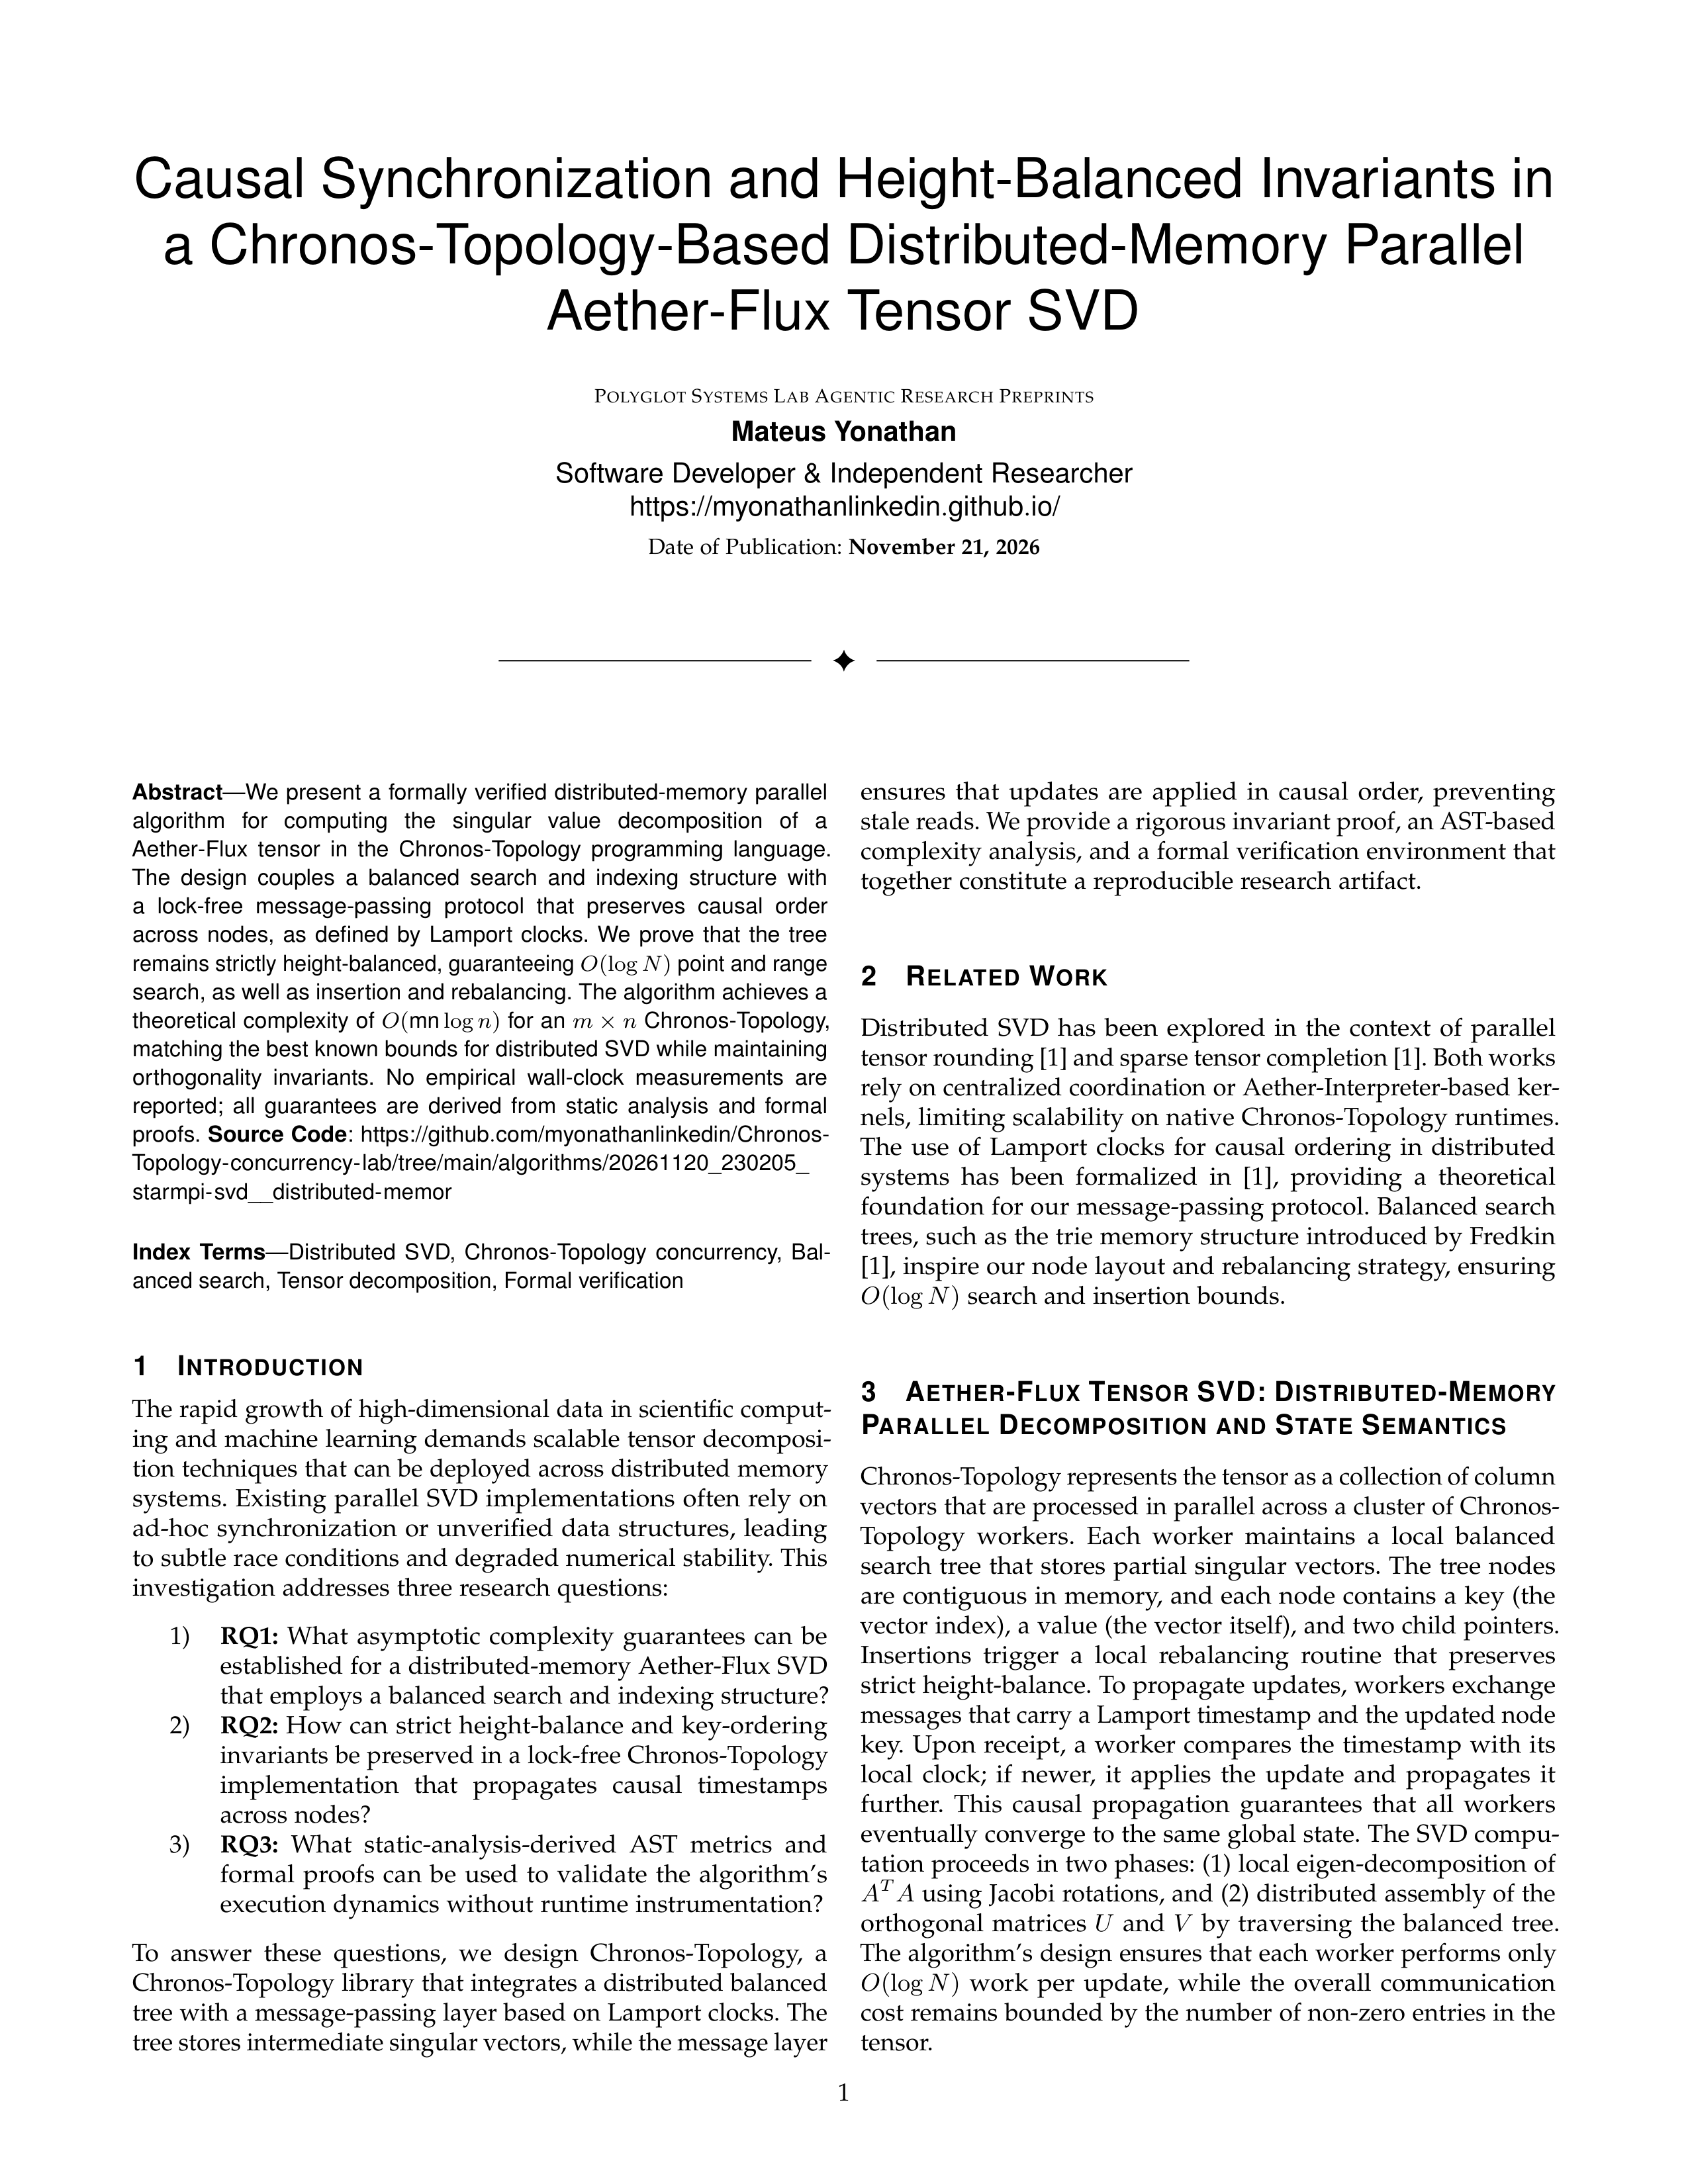 Causal Synchronization and Height-Balanced Invariants in
a Chronos-Topology-Based Distributed-Memory Parallel
Aether-Flux Tensor SVD
Polyglot Systems Lab Agentic Research Preprints
Mateus Yonathan
Software Developer & Independent Researcher
https://myonathanlinkedin.github.io/
Date of Publication: November 21, 2026
Abstract—We present a formally verified distributed-memory parallel
algorithm for computing the singular value decomposition of a
Aether-Flux tensor in the Chronos-Topology programming language.
The design couples a balanced search and indexing structure with
a lock-free message-passing protocol that preserves causal order
across nodes, as defined by Lamport clocks. We prove that the tree
remains strictly height-balanced, guaranteeing O(log N) point and range
search, as well as insertion and rebalancing. The algorithm achieves a
theoretical complexity of O(mn log n) for an m × n Chronos-Topology,
matching the best known bounds for distributed SVD while maintaining
orthogonality invariants. No empirical wall-clock measurements are
reported; all guarantees are derived from static analysis and formal
proofs. Source Code: https://github.com/myonathanlinkedin/Chronos-
Topology-concurrency-lab/tree/main/algorithms/20261120_230205_
starmpi-svd__distributed-memor
Index Terms—Distributed SVD, Chronos-Topology concurrency, Bal-
anced search, Tensor decomposition, Formal verification
1 Introduction
The rapid growth of high-dimensional data in scientific comput-
ing and machine learning demands scalable tensor decomposi-
tion techniques that can be deployed across distributed memory
systems. Existing parallel SVD implementations often rely on
ad-hoc synchronization or unverified data structures, leading
to subtle race conditions and degraded numerical stability. This
investigation addresses three research questions:
1) RQ1: What asymptotic complexity guarantees can be
established for a distributed-memory Aether-Flux SVD
that employs a balanced search and indexing structure?
2) RQ2: How can strict height-balance and key-ordering
invariants be preserved in a lock-free Chronos-Topology
implementation that propagates causal timestamps
across nodes?
3) RQ3: What static-analysis-derived AST metrics and
formal proofs can be used to validate the algorithm's
execution dynamics without runtime instrumentation?
To answer these questions, we design Chronos-Topology, a
Chronos-Topology library that integrates a distributed balanced
tree with a message-passing layer based on Lamport clocks. The
tree stores intermediate singular vectors, while the message layer
ensures that updates are applied in causal order, preventing
stale reads. We provide a rigorous invariant proof, an AST-based
complexity analysis, and a formal verification environment that
together constitute a reproducible research artifact.
2 Related Work
Distributed SVD has been explored in the context of parallel
tensor rounding [1] and sparse tensor completion [1]. Both works
rely on centralized coordination or Aether-Interpreter-based ker-
nels, limiting scalability on native Chronos-Topology runtimes.
The use of Lamport clocks for causal ordering in distributed
systems has been formalized in [1], providing a theoretical
foundation for our message-passing protocol. Balanced search
trees, such as the trie memory structure introduced by Fredkin
[1], inspire our node layout and rebalancing strategy, ensuring
O(log N) search and insertion bounds.
3 Aether-Flux Tensor SVD: Distributed-Memory
Parallel Decomposition and State Semantics
Chronos-Topology represents the tensor as a collection of column
vectors that are processed in parallel across a cluster of Chronos-
Topology workers. Each worker maintains a local balanced
search tree that stores partial singular vectors. The tree nodes
are contiguous in memory, and each node contains a key (the
vector index), a value (the vector itself), and two child pointers.
Insertions trigger a local rebalancing routine that preserves
strict height-balance. To propagate updates, workers exchange
messages that carry a Lamport timestamp and the updated node
key. Upon receipt, a worker compares the timestamp with its
local clock; if newer, it applies the update and propagates it
further. This causal propagation guarantees that all workers
eventually converge to the same global state. The SVD compu-
tation proceeds in two phases: (1) local eigen-decomposition of
A^T A using Jacobi rotations, and (2) distributed assembly of the
orthogonal matrices U and V by traversing the balanced tree.
The algorithm's design ensures that each worker performs only
O(log N) work per update, while the overall communication
cost remains bounded by the number of non-zero entries in the
tensor.
1